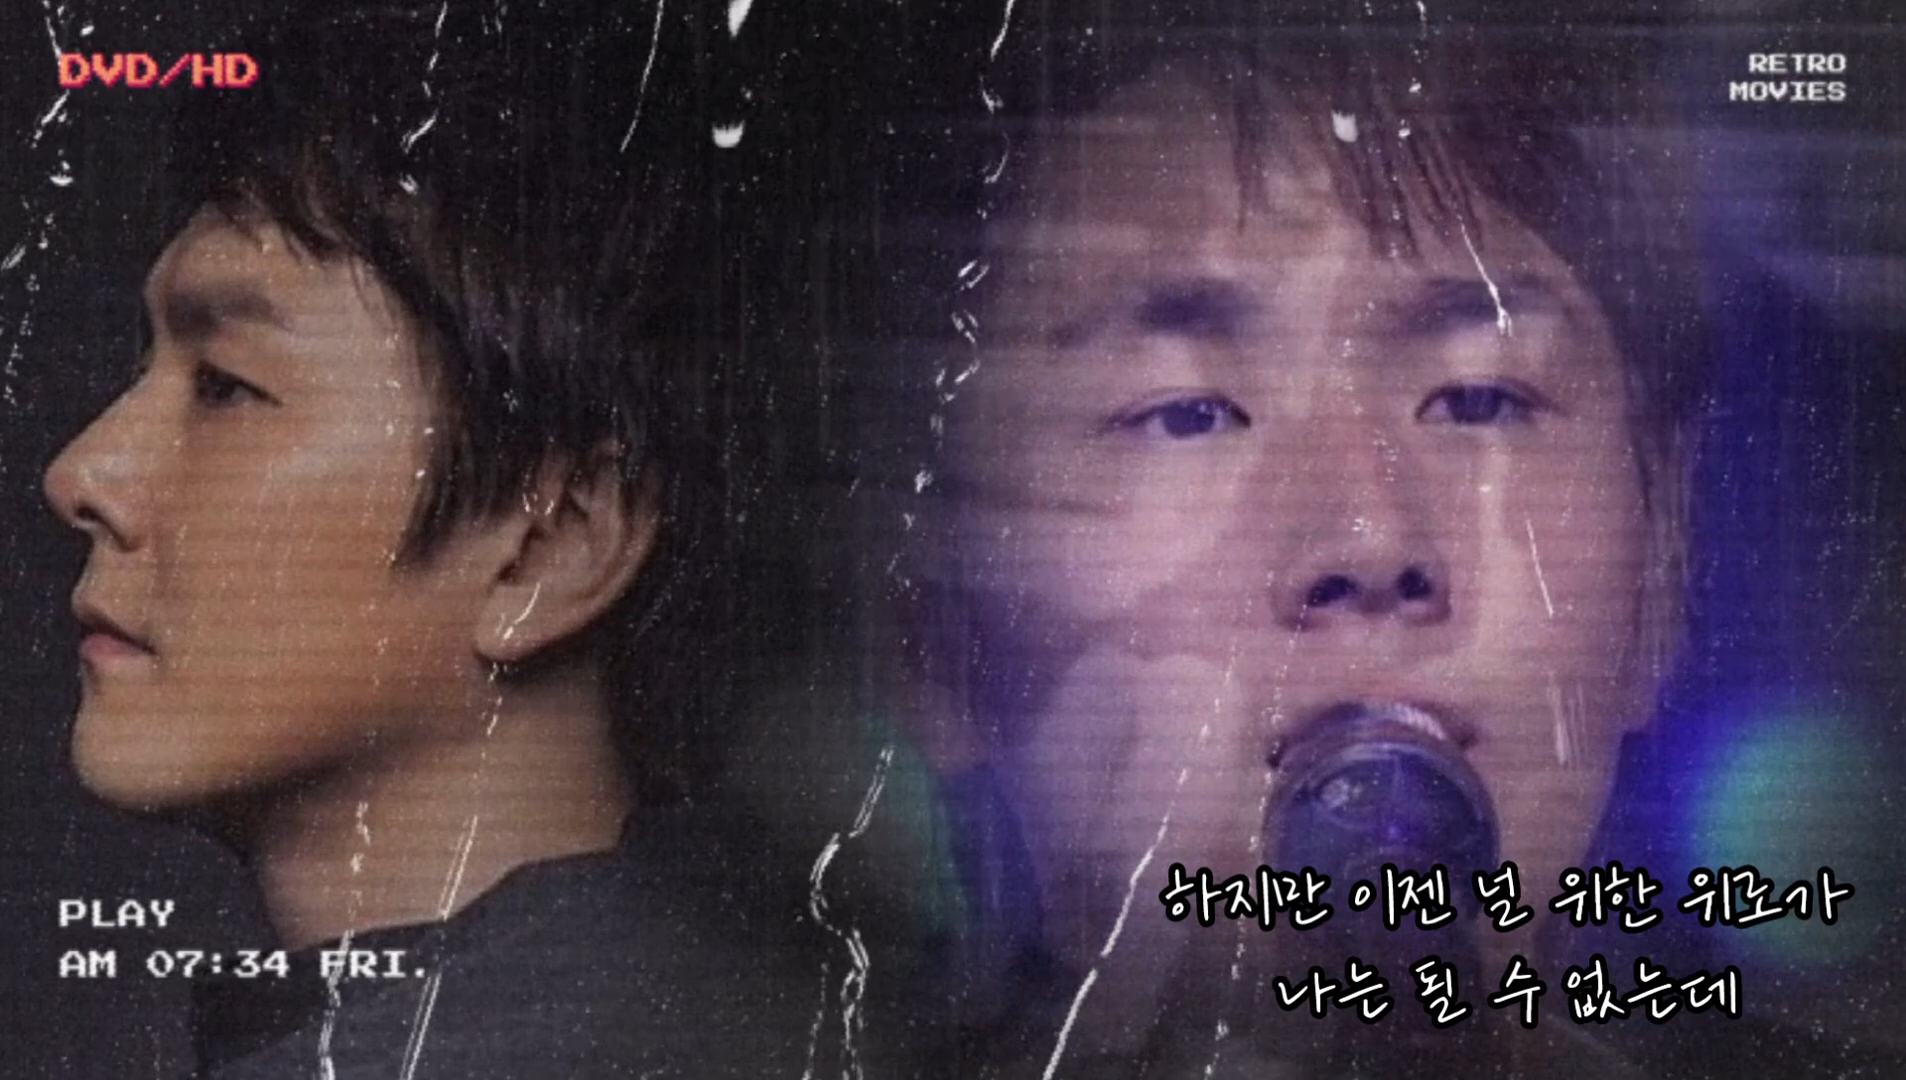 DVD/HD
RETRO
MOVIES
PLAY
AM 07:34 FRI.
하지만 이젠 널 위한 위로가
나는 될 수 없는데